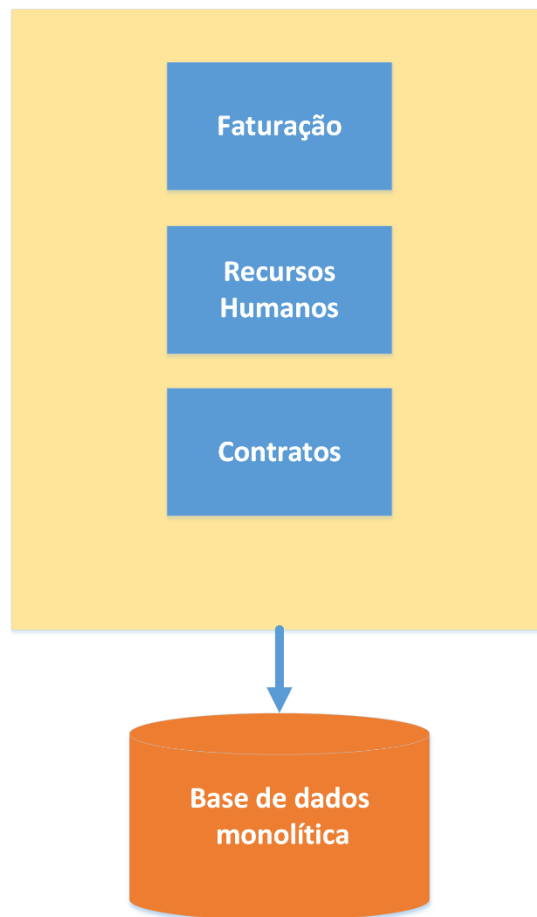 Faturação
Recursos
Humanos
Contratos
Base de dados
monolítica